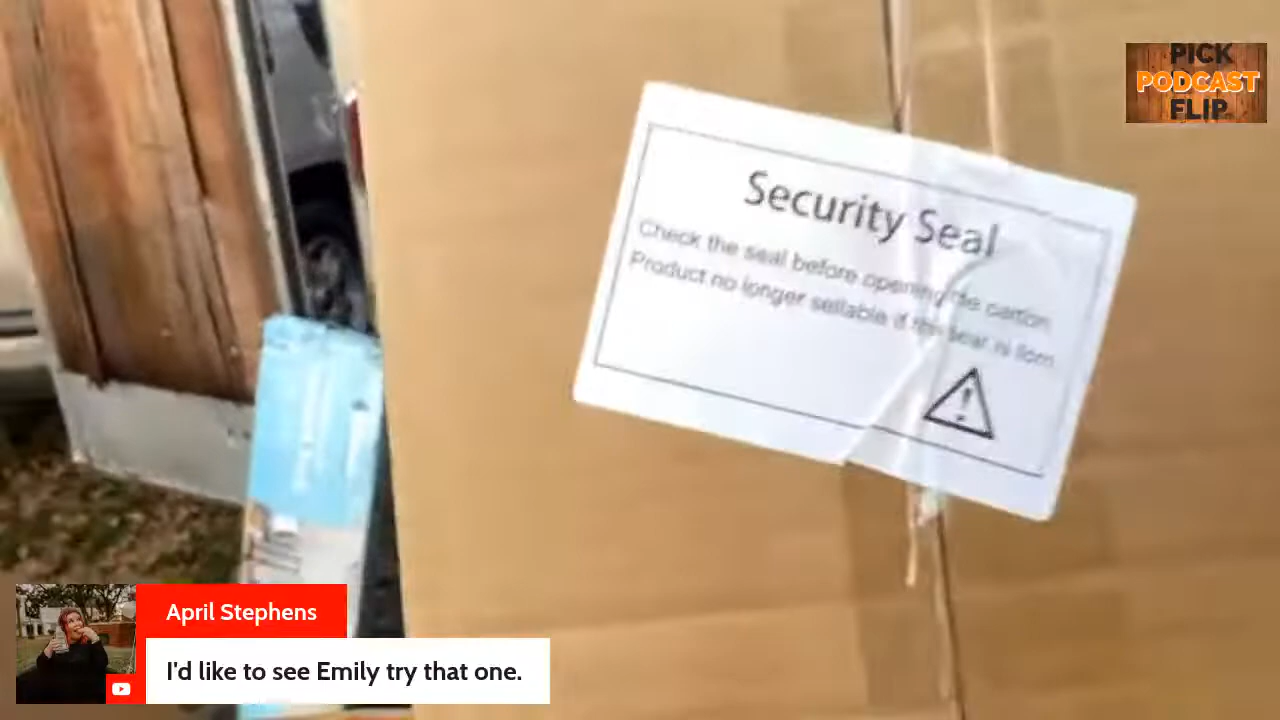 PICK
PODCAST
FLIP
Security Seal
Check the seal before opening the carton
Product no longer sellable if the seal is torn
April Stephens
I'd like to see Emily try that one.